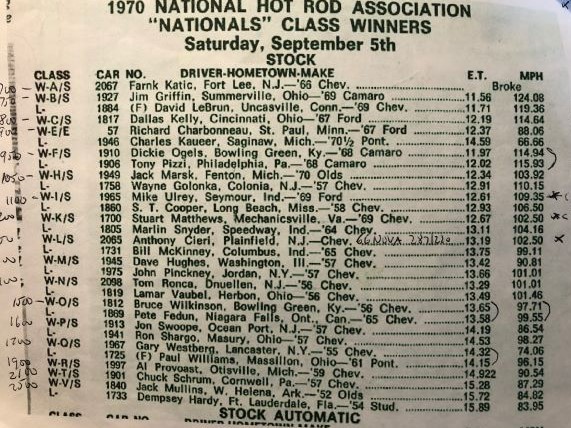 1970 NATIONAL HOT ROD ASSOCIATION
"NATIONALS" CLASS WINNERS
Saturday, September 5th
STOCK
CLASS CAR NO. DRIVER-HOMETOWN-MAKE E.T. MPH
W-A/S 2067 Farnk Katic, Fort Lee, N.J.—'66 Chev. Broke
W-B/S 1927 Jim Griffin, Summerville, Ohio—'69 Camaro 11.56 124.08
L- 1884 (F) David LeBrun, Uncasville, Conn.—'69 Chev. 11.71 119.36
W-C/S 1817 Dallas Kelly, Cincinnati, Ohio—'67 Ford 12.19 114.64
W-E/E 57 Richard Charbonneau, St. Paul, Minn.—'67 Ford 12.37 88.06
L- 1946 Charles Kaueer, Saginaw, Mich.—'70½ Pont. 14.59 66.66
W-F/S 1910 Dickie Ogles, Bowling Green, Ky.—'68 Camaro 11.97 114.94
L- 1906 Tony Pizzi, Philadelphia, Pa—'68 Camaro 12.02 115.93
W-H/S 1949 Jack Marsk, Fenton, Mich.—'70 Olds 12.34 103.92
L- 1758 Wayne Golonka, Colonia, N.J.—'57 Chev. 12.91 110.15
W-I/S 1965 Mike Ulrey, Seymour, Ind.—'69 Ford 12.61 109.35
L- 1860 S. T. Cooper, Long Beach, Miss.—'58 Chev. 12.93 106.50
W-K/S 1700 Stuart Matthews, Mechanicsville, Va.—'69 Chev. 12.67 102.50
L- 1805 Marlin Snyder, Speedway, Ind.—'64 Chev. 13.11 104.16
W-L/S 2065 Anthony Cieri, Plainfield, N.J.—Chev. 66 NOVA 13.19 102.50
L- 1731 Bill McKinney, Columbus, Ind.—'65 Chev. 13.75 99.11
W-M/S 1945 Dave Hughes, Washington, Ill.—'57 Chev. 13.42 90.81
L- 1975 John Pinckney, Jordan, N.Y.—'57 Chev. 13.66 101.01
W-N/S 2098 Tom Ronca, Dnuellen, N.J.—'56 Chev. 13.29 101.01
L- 1819 Lamar Vaubel, Herbon, Ohio—'56 Chev. 13.49 101.46
W-O/S 1812 Bruce Wilkinson, Bowling Green, Ky.—'56 Chev. 13.65 97.71
L- 1869 Pete Fedun, Niagara Falls, Ont., Can.—'65 Chev. 13.58 99.55
W-P/S 1913 Jon Swoope, Ocean Port, N.J.—'57 Chev. 14.19 86.54
L- 1941 Ron Shargo, Masury, Ohio—'57 Chev. 14.53 98.27
W-Q/S 1967 Gary Westbang, Lancaster, N.Y.—'55 Chev. 14.32 74.06
L- 1725 (F) Paul Williams, Massillon, Ohio—'61 Pont. 14.15 96.15
W-R/S 1997 Al Provoast, Otisville, Mich.—'59 Chev. 14.922 90.54
W-T/S 1901 Chuck Schrum, Cornwell, Pa.—'57 Chev. 15.28 87.29
W-V/S 1840 Jack Mullins, W. Helena, Ark.—'52 Olds 15.72 84.82
L- 1733 Dempsey Hardy, Ft. Lauderdale, Fla.—'54 Stud. 15.89 83.95
STOCK AUTOMATIC